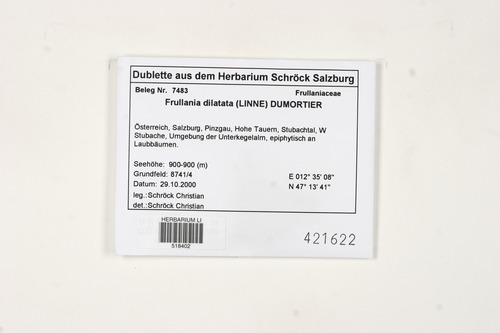 Dublette aus dem Herbarium Schröck Salzburg
Beleg Nr. 7483 Frullaniaceae
Frullania dilatata (LINNE) DUMORTIER
Österreich, Salzburg, Pinzgau, Hohe Tauern, Stubachtal, W
Stubache, Umgebung der Unterkegelalm, epiphytisch an
Laubbäumen.
Seehöhe: 900-900 (m)
Grundfeld: 8741/4 E 012° 35' 08"
Datum: 29.10.2000 N 47° 13' 41"
leg.:Schröck Christian
det.:Schröck Christian
HERBARIUM LI
518402
421622